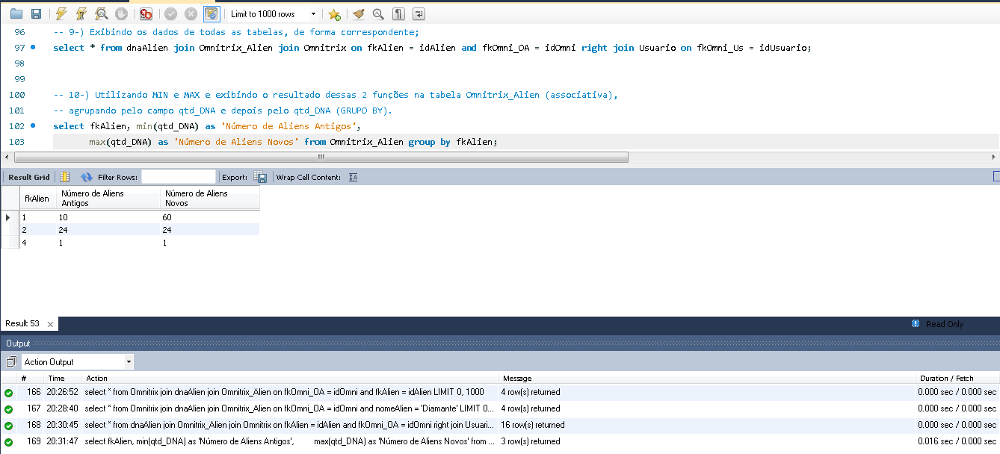 Limit to 1000 rows
96 -- 9-) Exibindo os dados de todas as tabelas, de forma correspondente;
97 select * from dnaAlien join Omnitrix_Alien join Omnitrix on fkAlien = idAlien and fkOmni_OA = idOmni right join Usuario on fkOmni_Us = idUsuario;
98
99
100 -- 10-) Utilizando MIN e MAX e exibindo o resultado dessas 2 funções na tabela Omnitrix_Alien (associativa),
101 -- agrupando pelo campo qtd_DNA e depois pelo qtd_DNA (GRUPO BY).
102 select fkAlien, min(qtd_DNA) as 'Número de Aliens Antigos',
103 max(qtd_DNA) as 'Número de Aliens Novos' from Omnitrix_Alien group by fkAlien;
Result Grid Filter Rows: Export: Wrap Cell Content:
fkAlien Número de Aliens Antigos Número de Aliens Novos
1 10 60
2 24 24
4 1 1
Result 53 Read Only
Output
Action Output
# Time Action Message Duration / Fetch
166 20:26:52 select * from Omnitrix join dnaAlien join Omnitrix_Alien on fkOmni_OA = idOmni and fkAlien = idAlien LIMIT 0, 1000 4 row(s) returned 0.000 sec / 0.000 sec
167 20:28:40 select * from Omnitrix join dnaAlien join Omnitrix_Alien on fkOmni_OA = idOmni and nomeAlien = 'Diamante' LIMIT 0... 4 row(s) returned 0.000 sec / 0.000 sec
168 20:30:45 select * from dnaAlien join Omnitrix_Alien join Omnitrix on fkAlien = idAlien and fkOmni_OA = idOmni right join Usuari... 16 row(s) returned 0.000 sec / 0.000 sec
169 20:31:47 select fkAlien, min(qtd_DNA) as 'Número de Aliens Antigos', max(qtd_DNA) as 'Número de Aliens Novos' from ... 3 row(s) returned 0.016 sec / 0.000 sec